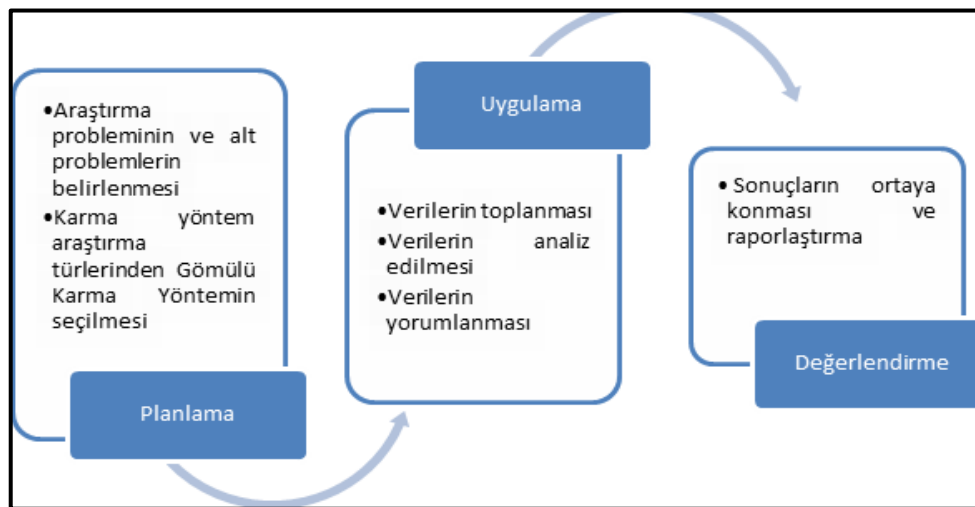 •Araştırma
probleminin ve alt
problemlerin
belirlenmesi
•Karma yöntem
araştırma
türlerinden Gömülü
Karma Yöntemin
seçilmesi
Planlama
Uygulama
•Verilerin toplanması
•Verilerin analiz
edilmesi
•Verilerin
yorumlanması
• Sonuçların ortaya
konması ve
raporlaştırma
Değerlendirme